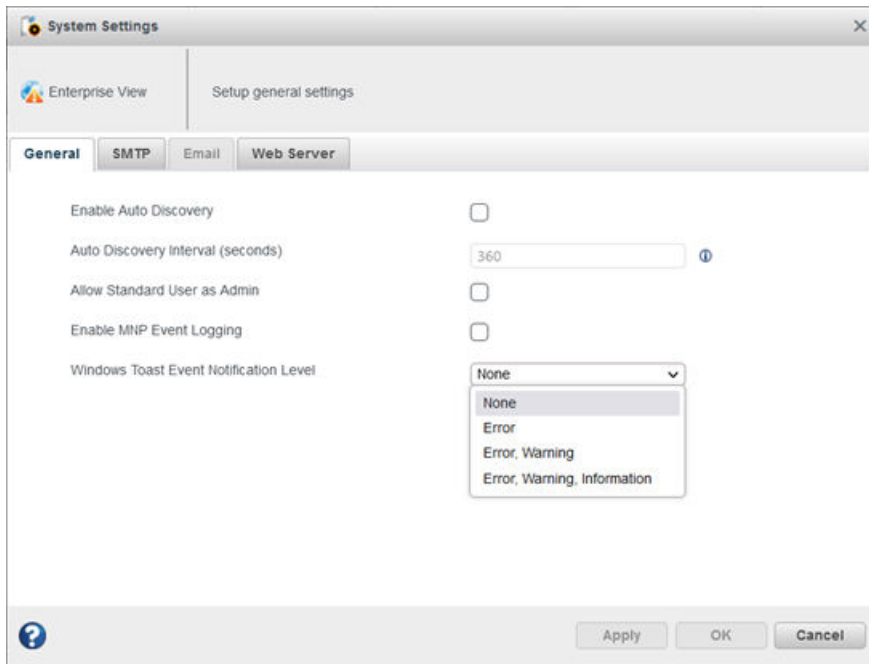 System Settings
Enterprise View
Setup general settings
General
SMTP
Email
Web Server
Enable Auto Discovery
Auto Discovery Interval (seconds)
360
Allow Standard User as Admin
Enable MNP Event Logging
Windows Toast Event Notification Level
None
None
Error
Error, Warning
Error, Warning, Information
Apply
OK
Cancel